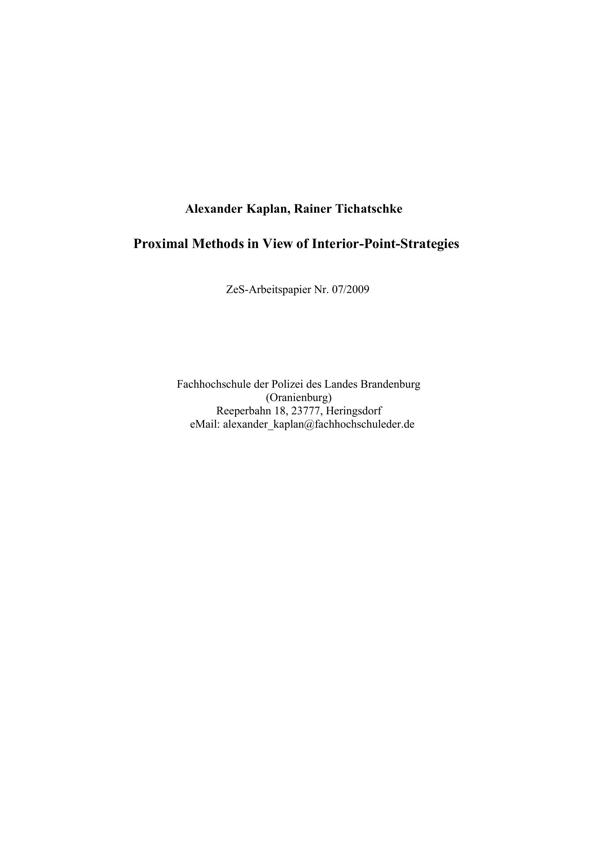 Alexander Kaplan, Rainer Tichatschke
Proximal Methods in View of Interior-Point-Strategies
ZeS-Arbeitspapier Nr. 07/2009
Fachhochschule der Polizei des Landes Brandenburg
(Oranienburg)
Reeperbahn 18, 23777, Heringsdorf
eMail: alexander_kaplan@fachhochschuleder.de